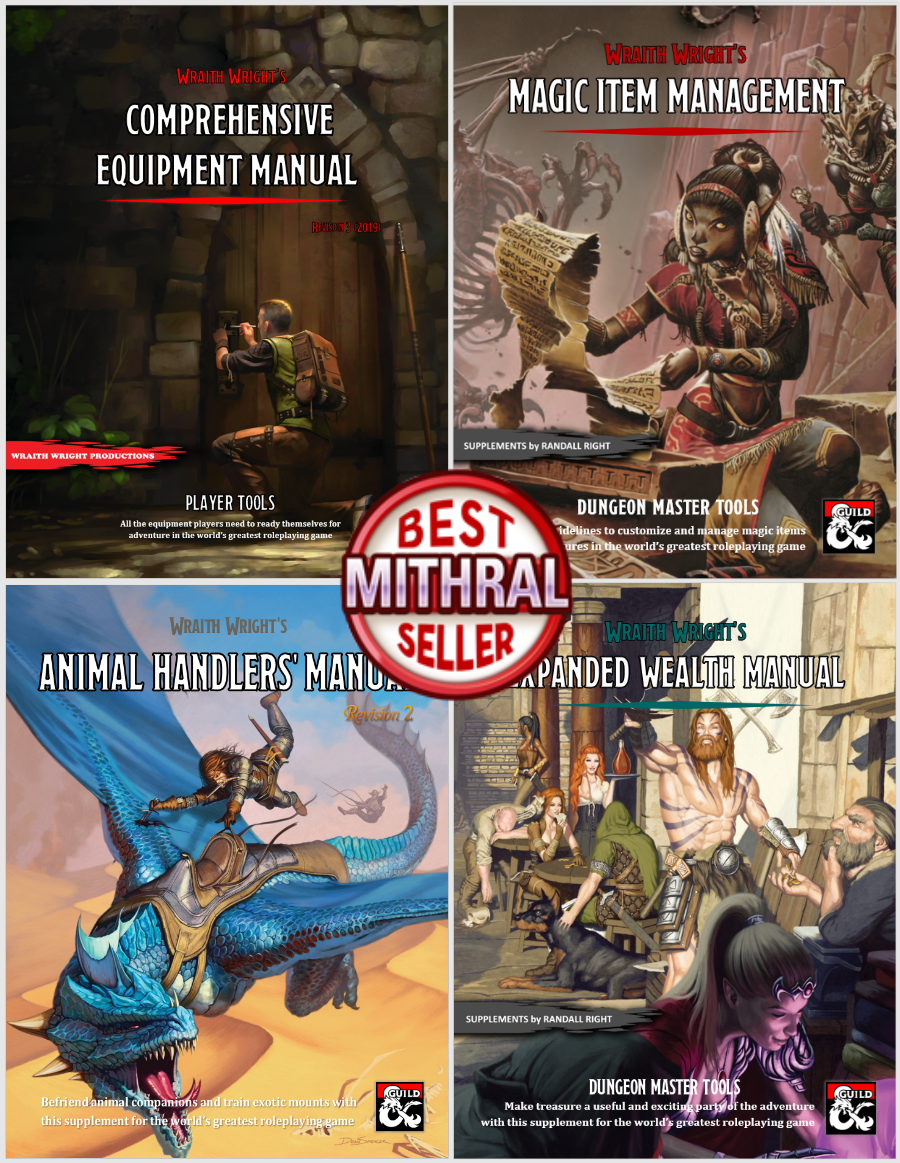 WRAITH WRIGHT'S
COMPREHENSIVE
EQUIPMENT MANUAL
REVISION 3 (2019)
WRAITH WRIGHT PRODUCTIONS
PLAYER TOOLS
All the equipment players need to ready themselves for
adventure in the world's greatest roleplaying game
WRAITH WRIGHT'S
MAGIC ITEM MANAGEMENT
SUPPLEMENTS by RANDALL RIGHT
DUNGEON MASTER TOOLS
idelines to customize and manage magic items
ures in the world's greatest roleplaying game
GUILD
BEST
MITHRAL
SELLER
WRAITH WRIGHT'S
ANIMAL HANDLERS' MANUA
Revision 2
Befriend animal companions and train exotic mounts with
this supplement for the world's greatest roleplaying game
GUILD
WRAITH WRIGHT'S
XPANDED WEALTH MANUAL
SUPPLEMENTS by RANDALL RIGHT
DUNGEON MASTER TOOLS
Make treasure a useful and exciting party of the adventure
with this supplement for the world's greatest roleplaying game
GUILD